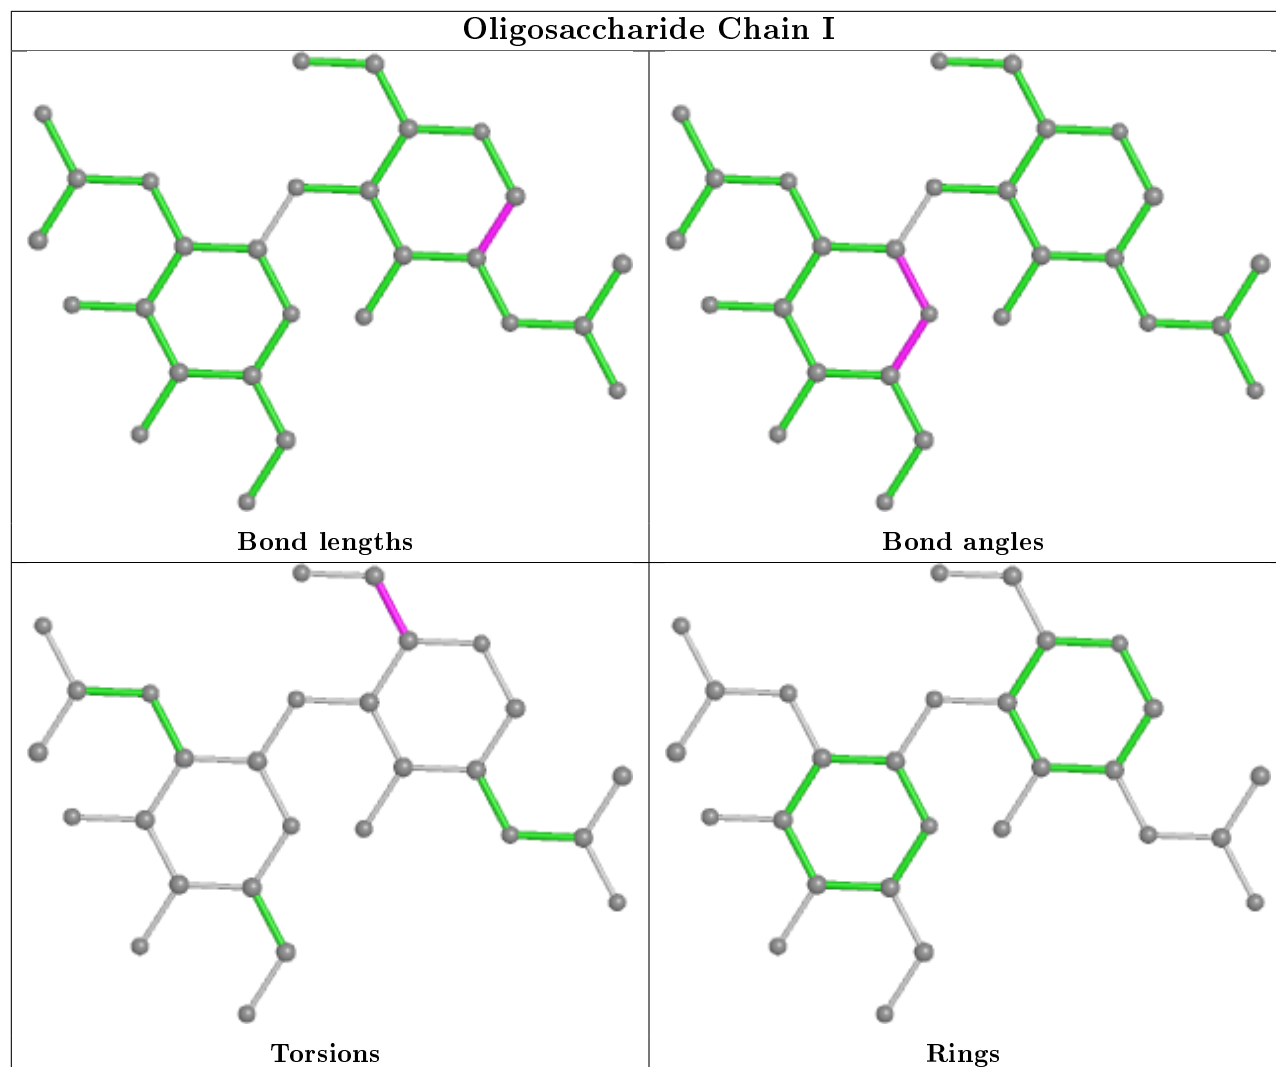 Oligosaccharide Chain I
Bond lengths
Bond angles
Torsions
Rings